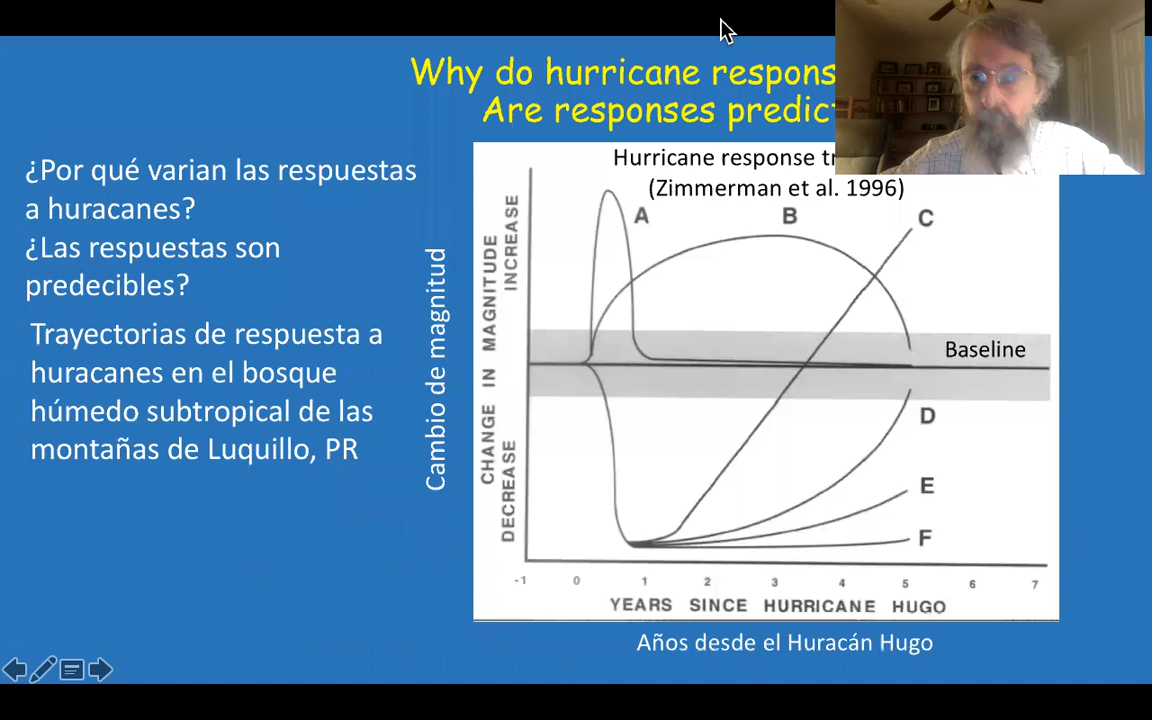 Why do hurricane respons
Are responses predic
¿Por qué varian las respuestas
a huracanes?
¿Las respuestas son
predecibles?
Trayectorias de respuesta a
huracanes en el bosque
húmedo subtropical de las
montañas de Luquillo, PR
Cambio de magnitud
Hurricane response tr
(Zimmerman et al. 1996)
CHANGE IN MAGNITUDE
DECREASE INCREASE
A
B
C
Baseline
D
E
F
-1 0 1 2 3 4 5 6 7
YEARS SINCE HURRICANE HUGO
Años desde el Huracán Hugo